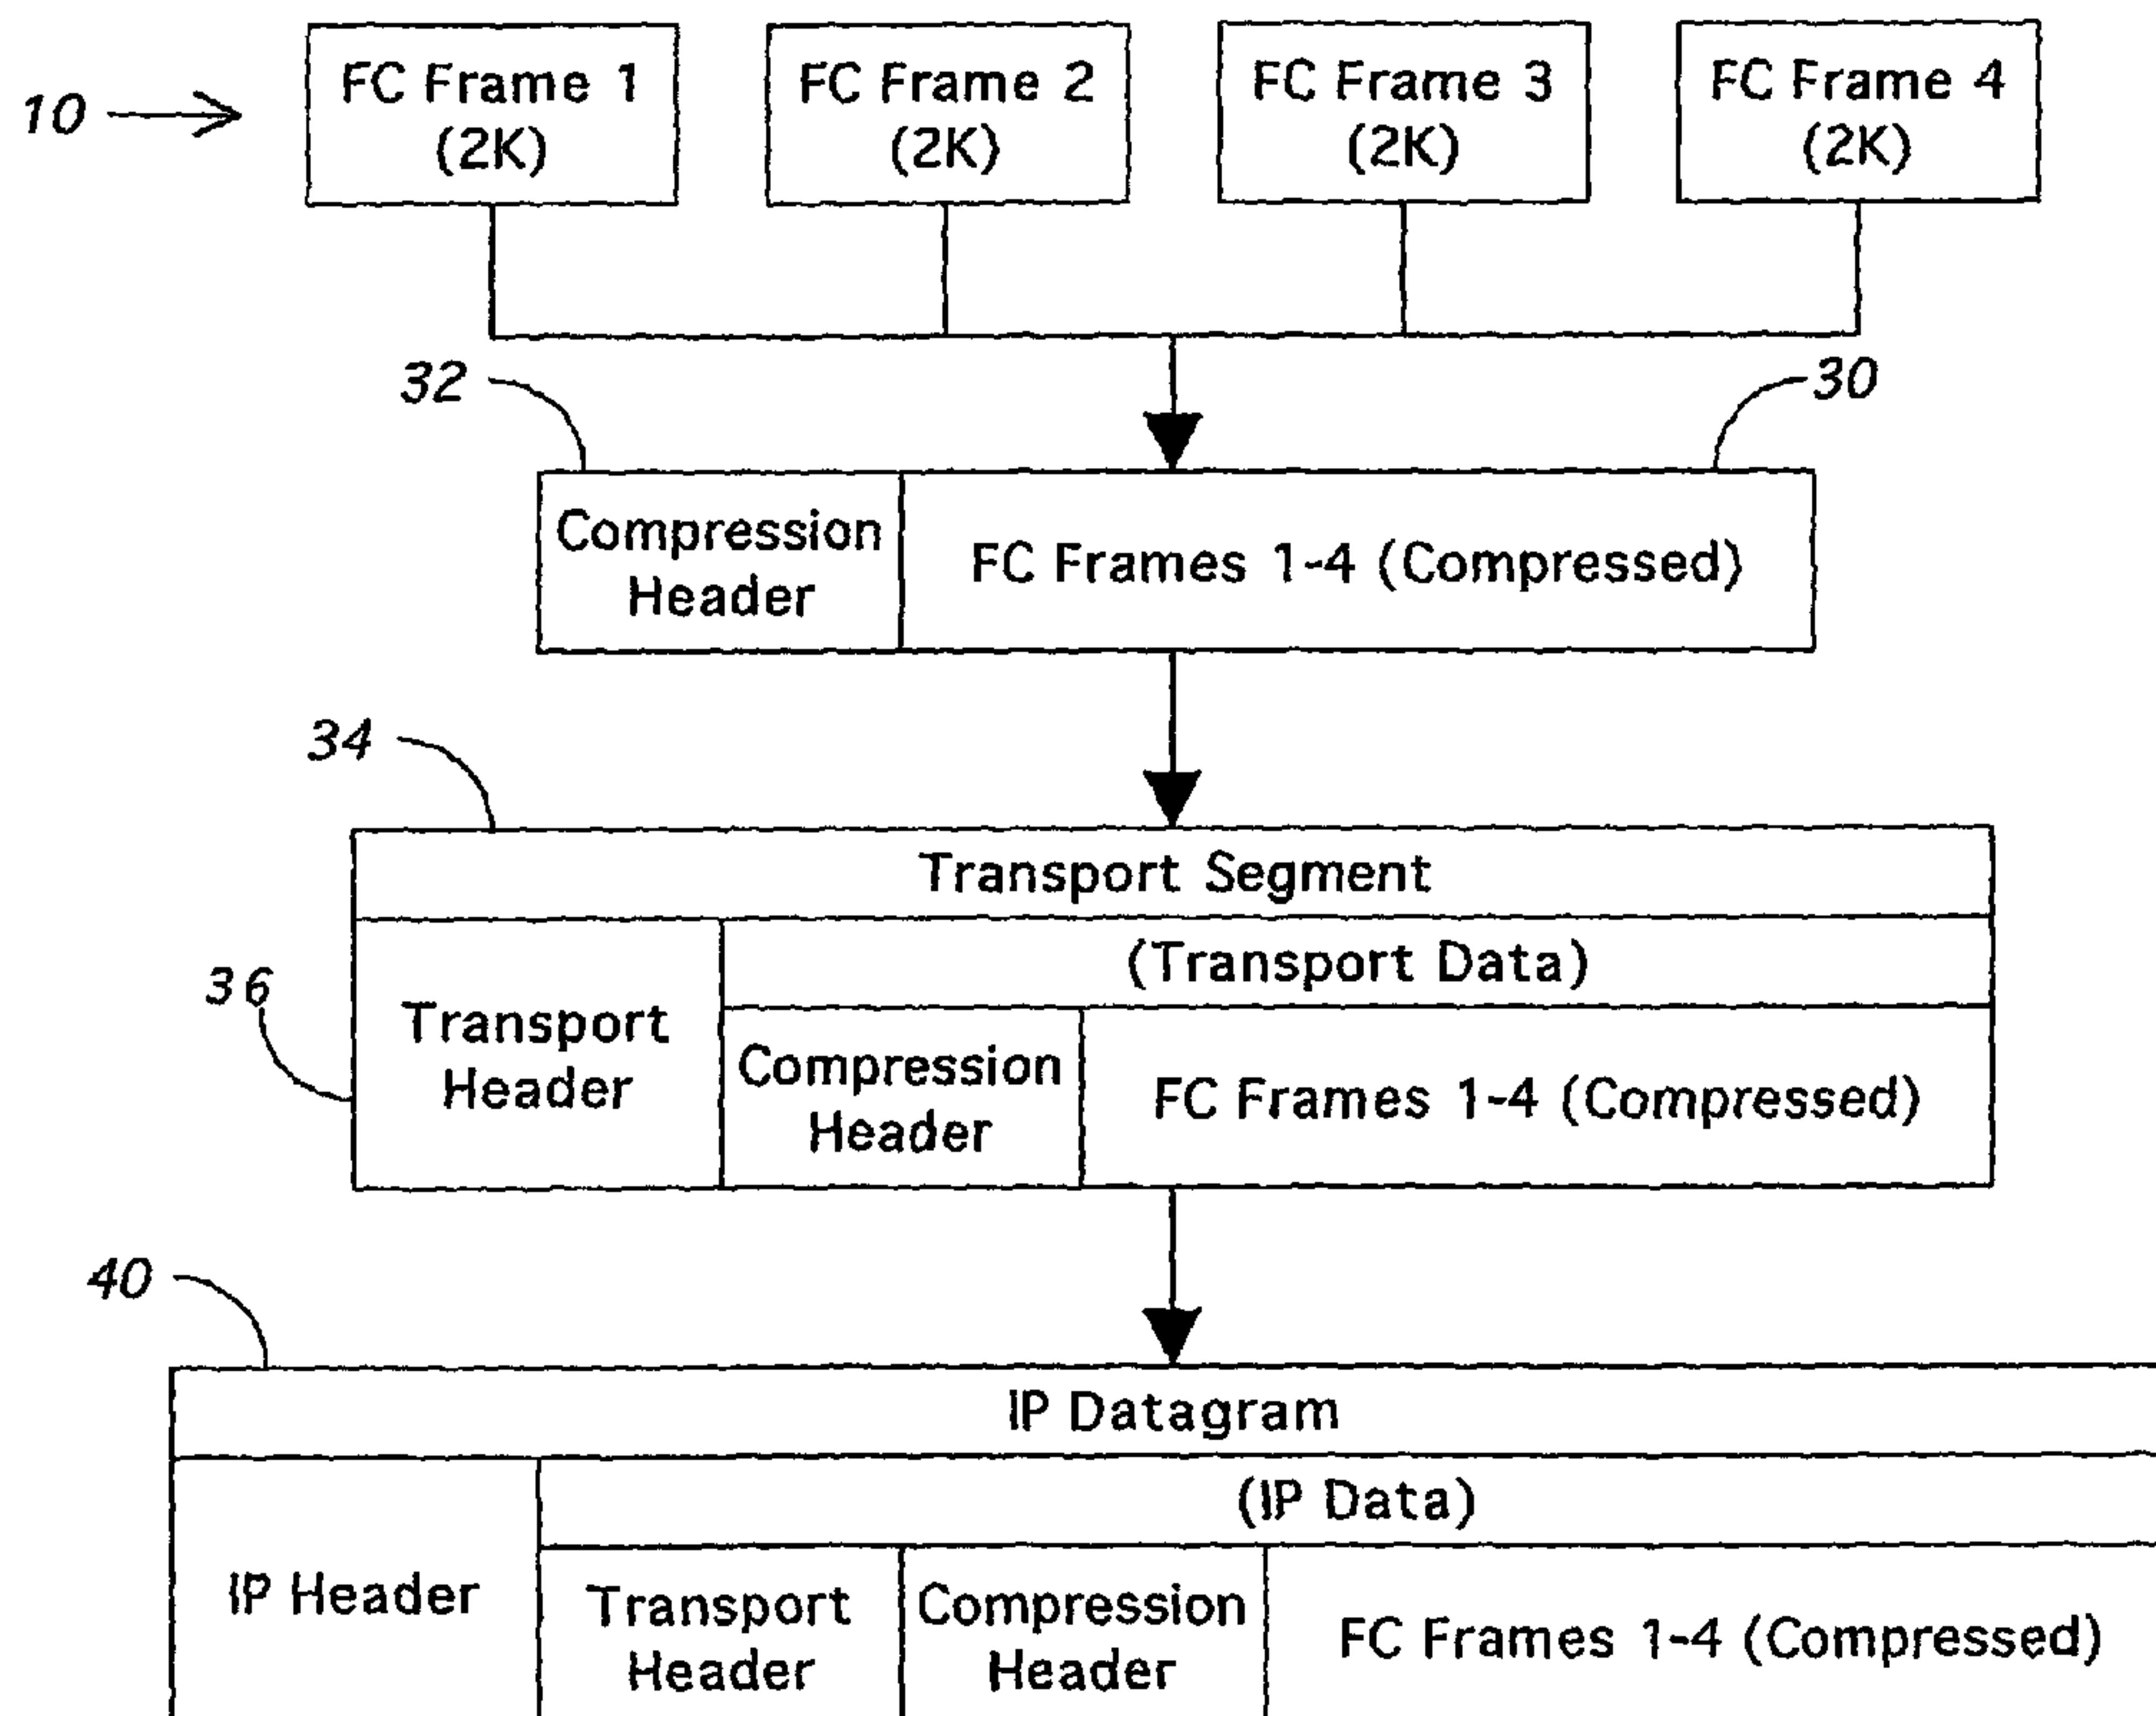 10
FC Frame 1
(2K)
FC Frame 2
(2K)
FC Frame 3
(2K)
FC Frame 4
(2K)
32
30
Compression
Header
FC Frames 1-4 (Compressed)
34
Transport Segment
36
Transport
Header
(Transport Data)
Compression
Header
FC Frames 1-4 (Compressed)
40
IP Datagram
IP Header
(IP Data)
Transport
Header
Compression
Header
FC Frames 1-4 (Compressed)